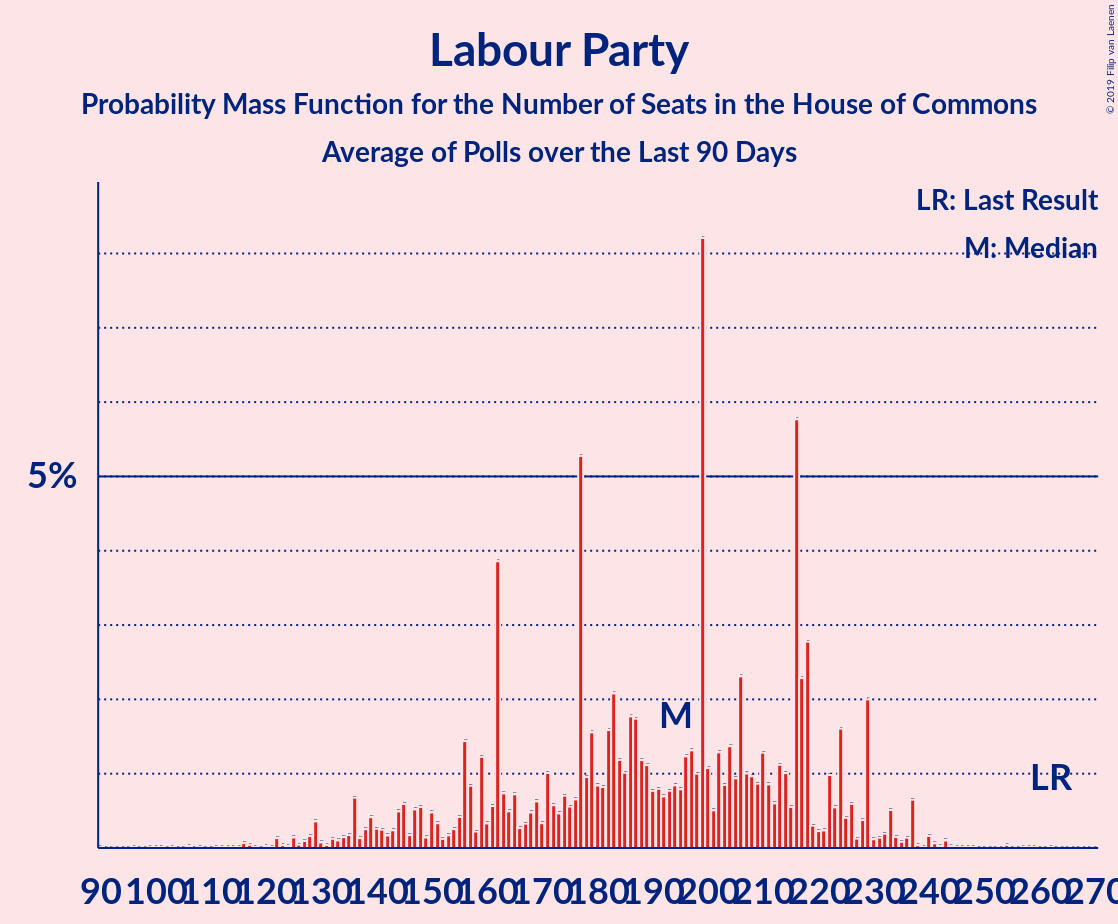 Labour Party
Probability Mass Function for the Number of Seats in the House of Commons
Average of Polls over the Last 90 Days
© 2019 Filip van Laenen
LR: Last Result
M: Median
5%
M
LR
90 100 110 120 130 140 150 160 170 180 190 200 210 220 230 240 250 260 270